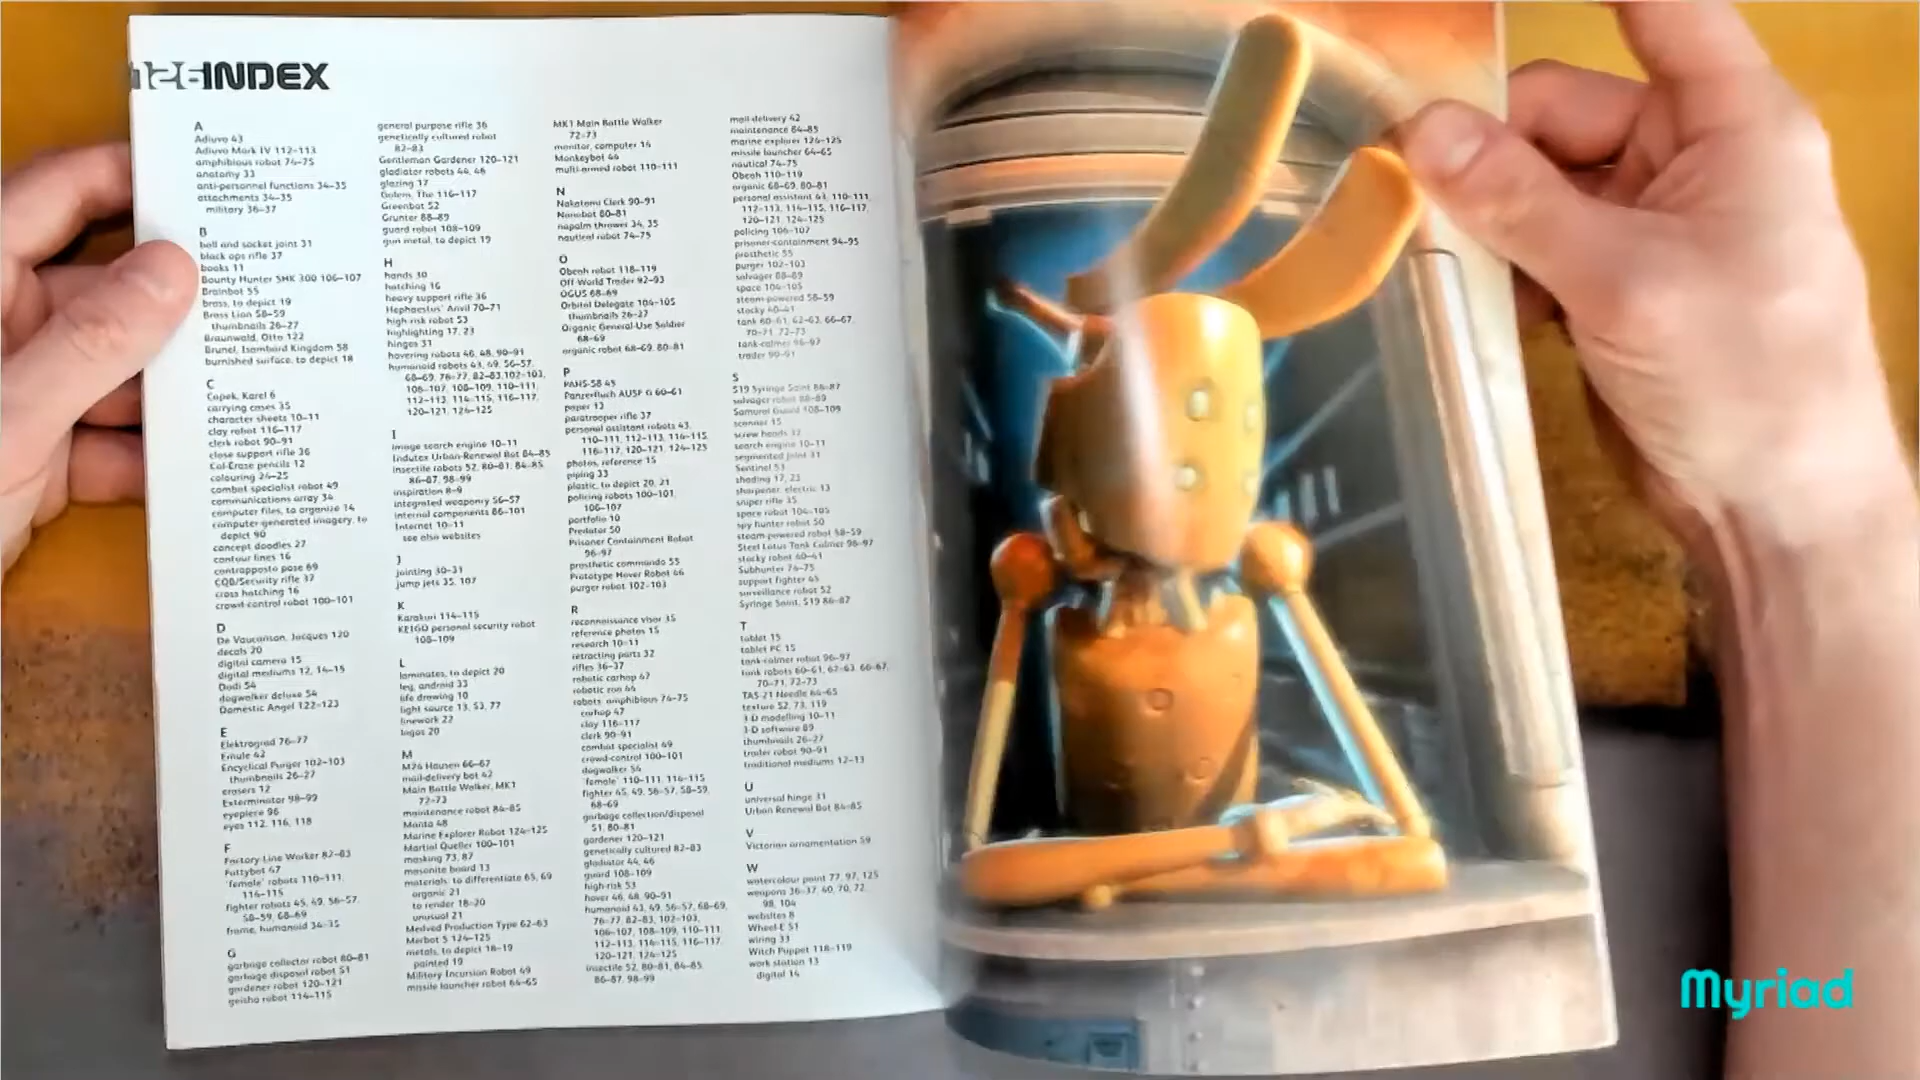 126INDEX
A
Adiuvo 43
Adiuvo Mark IV 112–113
amphibious robot 74–75
anatomy 33
anti-personnel functions 34–35
attachments 34–35
military 36–37
B
ball and socket joint 31
black ops rifle 37
books 11
Bounty Hunter SHK 300 106–107
Brainbot 55
brass, to depict 19
Brass Lion 58–59
thumbnails 26–27
Braunwald, Otto 122
Brunel, Isambard Kingdom 58
burnished surface, to depict 18
C
Capek, Karel 6
carrying cases 35
character sheets 10–11
clay robot 116–117
clerk robot 90–91
close support rifle 36
Col-Erase pencils 12
colouring 24–25
combat specialist robot 49
communications array 34
computer files, to organize 14
computer-generated imagery, to
depict 90
concept doodles 27
contour lines 16
contrapposto pose 69
CQB/Security rifle 37
cross hatching 16
crowd-control robot 100–101
D
De Vaucanson, Jacques 120
decals 20
digital camera 15
digital mediums 12, 14–15
Dodi 54
dogwalker deluxe 54
Domestic Angel 122–123
E
Elektrograd 76–77
Emule 42
Encyclical Purger 102–103
thumbnails 26–27
erasers 12
Exterminator 98–99
eyepiece 96
eyes 112, 116, 118
F
Factory Line Worker 82–83
Fattybot 47
'female' robots 110–111,
114–115
fighter robots 45, 49, 56–57,
58–59, 68–69
frame, humanoid 34–35
G
garbage collector robot 80–81
garbage disposal robot 51
gardener robot 120–121
geisha robot 114–115
general purpose rifle 36
genetically cultured robot
82–83
Gentleman Gardener 120–121
gladiator robots 44, 46
glazing 17
Golem, The 116–117
Greenbot 52
Grunter 88–89
guard robot 108–109
gun metal, to depict 19
H
hands 30
hatching 16
heavy support rifle 36
Hephaestus' Anvil 70–71
high risk robot 53
highlighting 17, 23
hinges 31
hovering robots 46, 48, 90–91
humanoid robots 43, 49, 56–57,
68–69, 76–77, 82–83, 102–103,
106–107, 108–109, 110–111,
112–113, 114–115, 116–117,
120–121, 124–125
I
image search engine 10–11
Indutex Urban-Renewal Bot 84–85
insectile robots 52, 80–81, 84–85,
86–87, 98–99
inspiration 8–9
integrated weaponry 56–57
internal components 86–101
Internet 10–11
see also websites
J
jointing 30–31
jump jets 35, 107
K
Karakuri 114–115
KEIGO personal security robot
108–109
L
laminates, to depict 20
leg, android 33
life drawing 10
light source 13, 53, 77
linework 22
logos 20
M
M24 Hausen 66–67
mail-delivery bot 42
Main Battle Walker, MK1
72–73
maintenance robot 84–85
Manta 48
Marine Explorer Robot 124–125
Martial Queller 100–101
masking 73, 87
masonite board 13
materials: to differentiate 65, 69
organic 21
to render 18–20
unusual 21
Medved Production Type 62–63
Merbot 5 124–125
metals, to depict 18–19
painted 19
Military Incursion Robot 49
missile launcher robot 64–65
MK1 Main Battle Walker
72–73
monitor, computer 14
Monkeybot 44
multi-armed robot 110–111
N
Nakatomi Clerk 90–91
Nanobot 80–81
napalm thrower 34, 35
nautical robot 74–75
O
Obeah robot 118–119
Off World Trader 92–93
OGUS 68–69
Orbital Delegate 104–105
thumbnails 26–27
Organic General-Use Soldier
68–69
organic robot 68–69, 80–81
P
PAHS-58 45
Panzerfluch AUSF G 60–61
paper 13
paratrooper rifle 37
personal assistant robots 43,
110–111, 112–113, 114–115,
116–117, 120–121, 124–125
photos, reference 15
piping 33
plastic, to depict 20, 21
policing robots 100–101,
106–107
portfolio 10
Predator 50
Prisoner Containment Robot
94–97
prosthetic commando 55
Prototype Hover Robot 46
purger robot 102–103
R
reconnaissance visor 35
reference photos 15
research 10–11
retracting parts 32
rifles 36–37
robotic carhop 47
robotic zoo 44
robots: amphibious 74–75
carhop 47
clay 116–117
clerk 90–91
combat specialist 49
crowd-control 100–101
dogwalker 54
'female' 110–111, 114–115
fighter 45, 49, 56–57, 58–59,
68–69
garbage collection/disposal
51, 80–81
gardener 120–121
genetically cultured 82–83
gladiator 44, 46
guard 108–109
high-risk 53
hover 46, 48, 90–91
humanoid 43, 49, 56–57, 68–69,
76–77, 82–83, 102–103,
106–107, 108–109, 110–111,
112–113, 114–115, 116–117,
120–121, 124–125
insectile 52, 80–81, 84–85,
86–87, 98–99
mail-delivery 42
maintenance 84–85
marine explorer 124–125
missile launcher 64–65
nautical 74–75
Obeah 118–119
organic 68–69, 80–81
personal assistant 43, 110–111,
112–113, 114–115, 116–117,
120–121, 124–125
policing 106–107
prisoner-containment 94–95
prosthetic 55
purger 102–103
salvager 88–89
space 104–105
steam-powered 58–59
stocky 60–61
tank 60–61, 62–63, 66–67,
70–71, 72–73
tank-calmer 96–97
trader 90–91
S
S19 Syringe Saint 86–87
salvager robot 88–89
Samurai Guard 108–109
scanner 15
screw heads 32
search engine 10–11
segmented joint 31
Sentinel 53
shading 17, 23
sharpener, electric 13
sniper rifle 35
space robot 104–105
spy hunter robot 50
steam-powered robot 58–59
Steel Lotus Tank Calmer 96–97
stocky robot 60–61
Subhunter 74–75
support fighter 45
surveillance robot 52
Syringe Saint, S19 86–87
T
tablet 15
tablet PC 15
tank-calmer robot 96–97
tank robots 60–61, 62–63, 66–67,
70–71, 72–73
TAS-21 Needle 64–65
texture 52, 73, 119
3-D modelling 10–11
3-D software 89
thumbnails 26–27
trader robot 90–91
traditional mediums 12–13
U
universal hinge 31
Urban Renewal Bot 84–85
V
Victorian ornamentation 59
W
watercolour paint 77, 97, 125
weapons 36–37, 40, 70, 72,
98, 104
websites 8
Wheel-E 51
wiring 33
Witch Puppet 118–119
work station 13
digital 14
Myriad